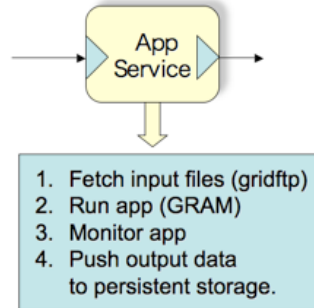 App
Service
1. Fetch input files (gridftp)
2. Run app (GRAM)
3. Monitor app
4. Push output data
to persistent storage.